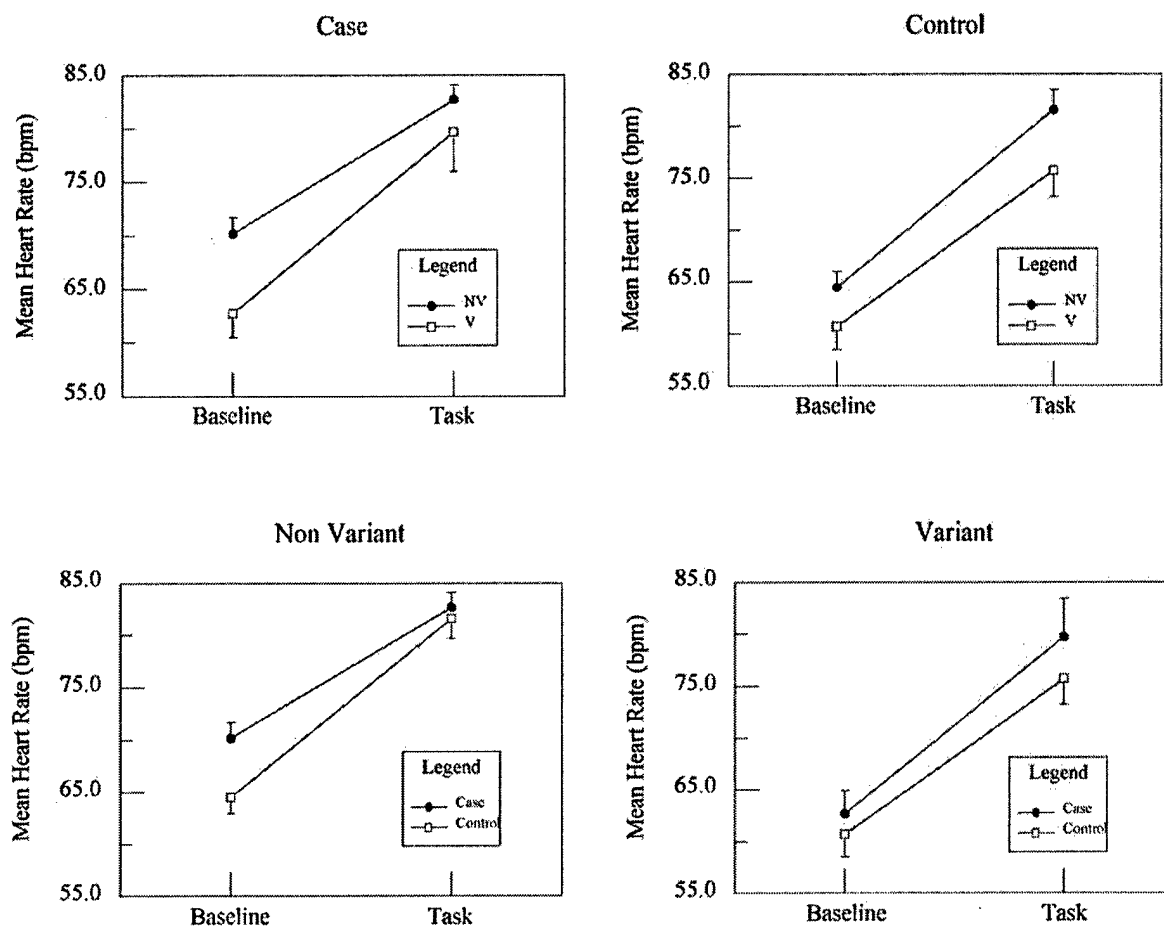 Case
Mean Heart Rate (bpm)
85.0
75.0
65.0
55.0
Baseline
Task
Legend
NV
V
Control
Mean Heart Rate (bpm)
85.0
75.0
65.0
55.0
Baseline
Task
Legend
NV
V
Non Variant
Mean Heart Rate (bpm)
85.0
75.0
65.0
55.0
Baseline
Task
Legend
Case
Control
Variant
Mean Heart Rate (bpm)
85.0
75.0
65.0
55.0
Baseline
Task
Legend
Case
Control